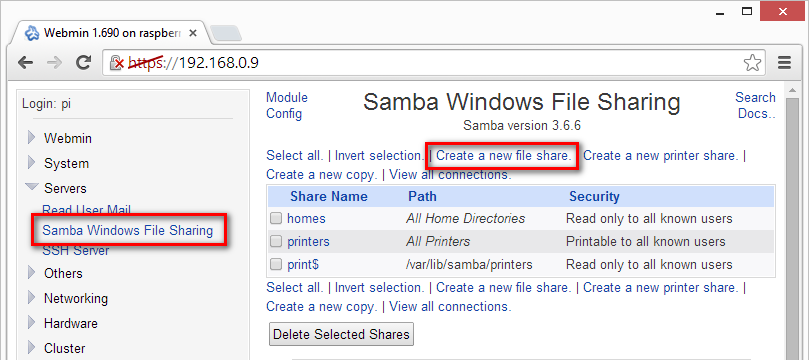 Webmin 1.690 on raspberr
https://192.168.0.9
Login: pi
Webmin
System
Servers
Read User Mail
Samba Windows File Sharing
SSH Server
Others
Networking
Hardware
Cluster
Module
Config
Samba Windows File Sharing
Samba version 3.6.6
Search
Docs..
Select all. | Invert selection. | Create a new file share. | Create a new printer share. |
Create a new copy. | View all connections.
Share Name Path Security
homes All Home Directories Read only to all known users
printers All Printers Printable to all known users
print$ /var/lib/samba/printers Read only to all known users
Select all. | Invert selection. | Create a new file share. | Create a new printer share. |
Create a new copy. | View all connections.
Delete Selected Shares